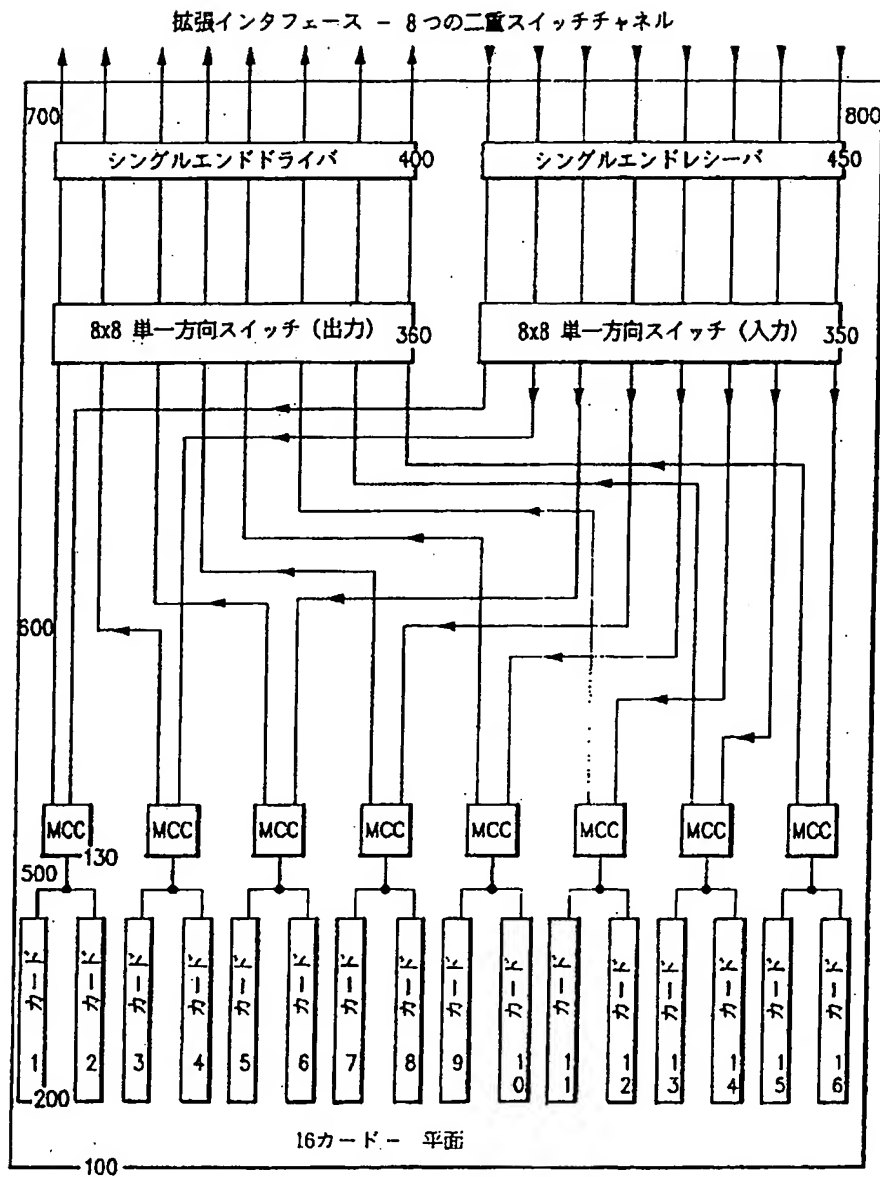 拡張インタフェース - 8つの二重スイッチチャネル
700
800
シングルエンドドライバ
400
シングルエンドレシーバ
450
8x8 単一方向スイッチ (出力)
360
8x8 単一方向スイッチ (入力)
350
600
MCC
MCC
MCC
MCC
MCC
MCC
MCC
MCC
130
500
カード 1
カード 2
カード 3
カード 4
カード 5
カード 6
カード 7
カード 8
カード 9
カード 10
カード 11
カード 12
カード 13
カード 14
カード 15
カード 16
200
16カード - 平面
100